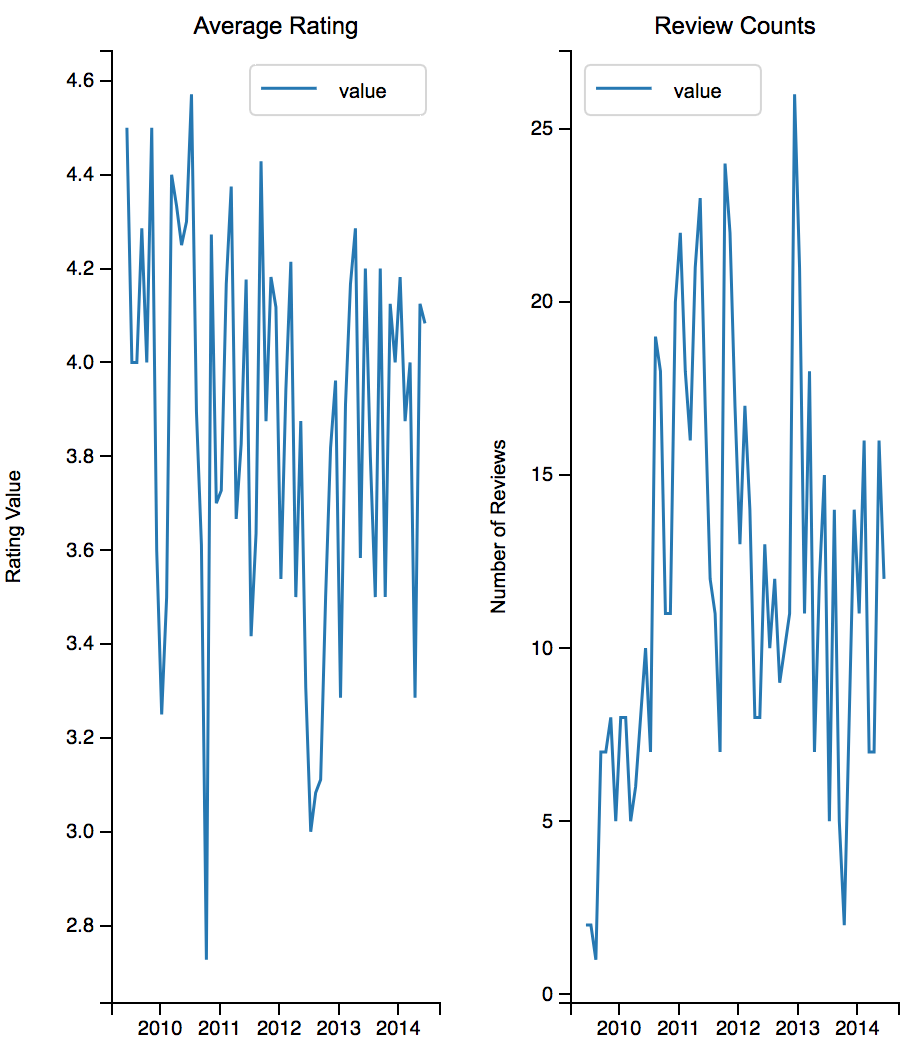 Average Rating
value
4.6
4.4
4.2
4.0
3.8
3.6
3.4
3.2
3.0
2.8
Rating Value
2010 2011 2012 2013 2014
Review Counts
value
25
20
15
10
5
0
Number of Reviews
2010 2011 2012 2013 2014